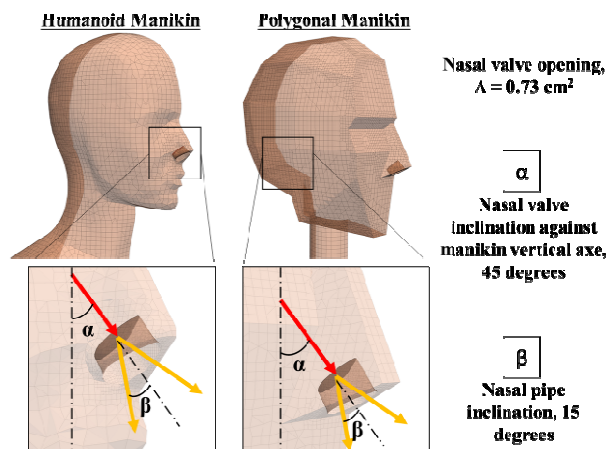 Humanoid Manikin
Polygonal Manikin
Nasal valve opening,
A = 0.73 cm²
α
Nasal valve
inclination against
manikin vertical axe,
45 degrees
β
Nasal pipe
inclination, 15
degrees
α
β
α
β